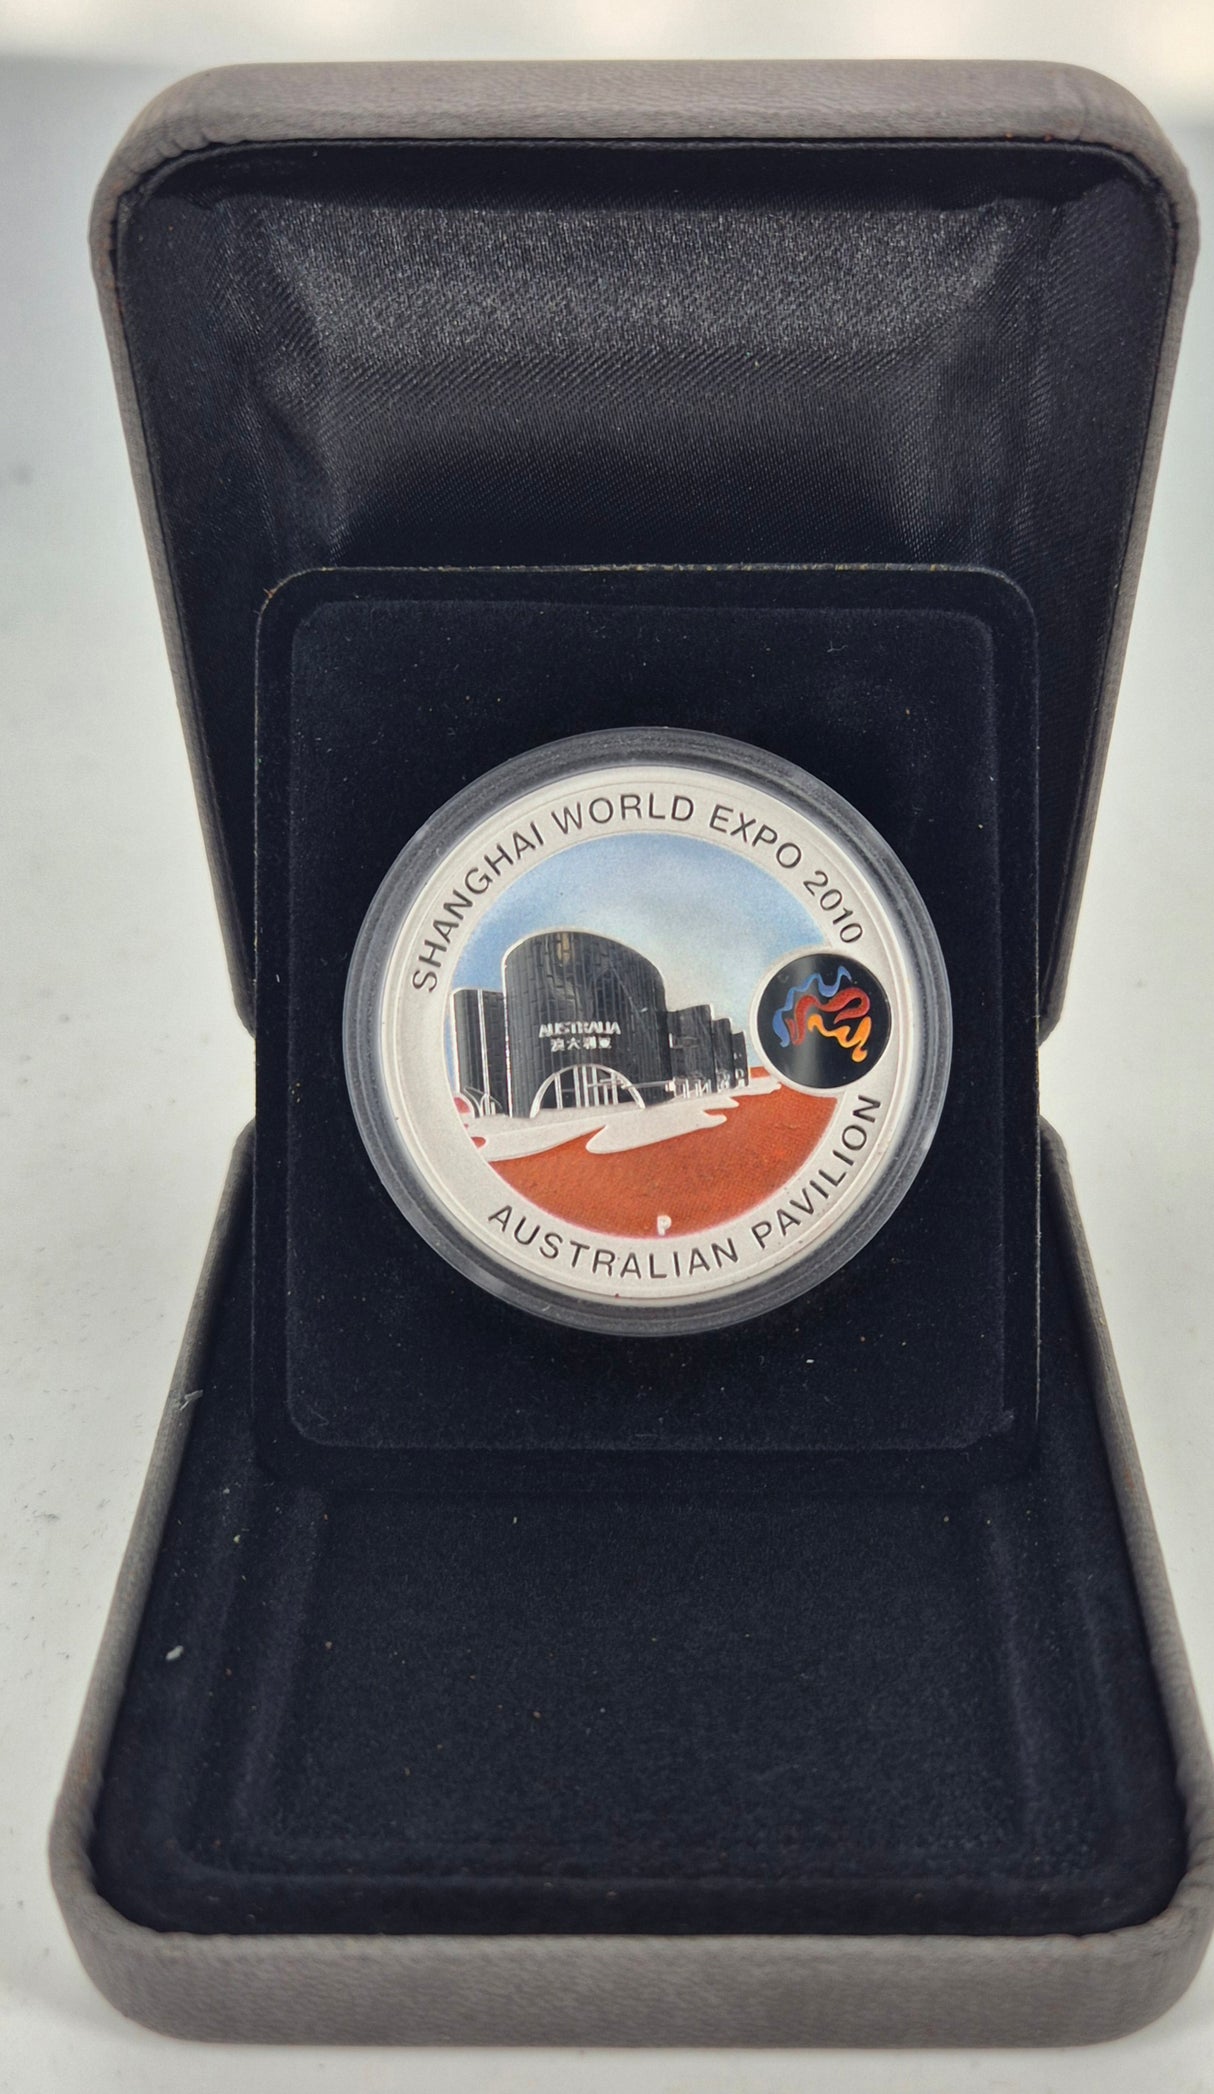 SHANGHAI WORLD EXPO 2010
AUSTRALIA
澳大利亚
P
AUSTRALIAN PAVILION